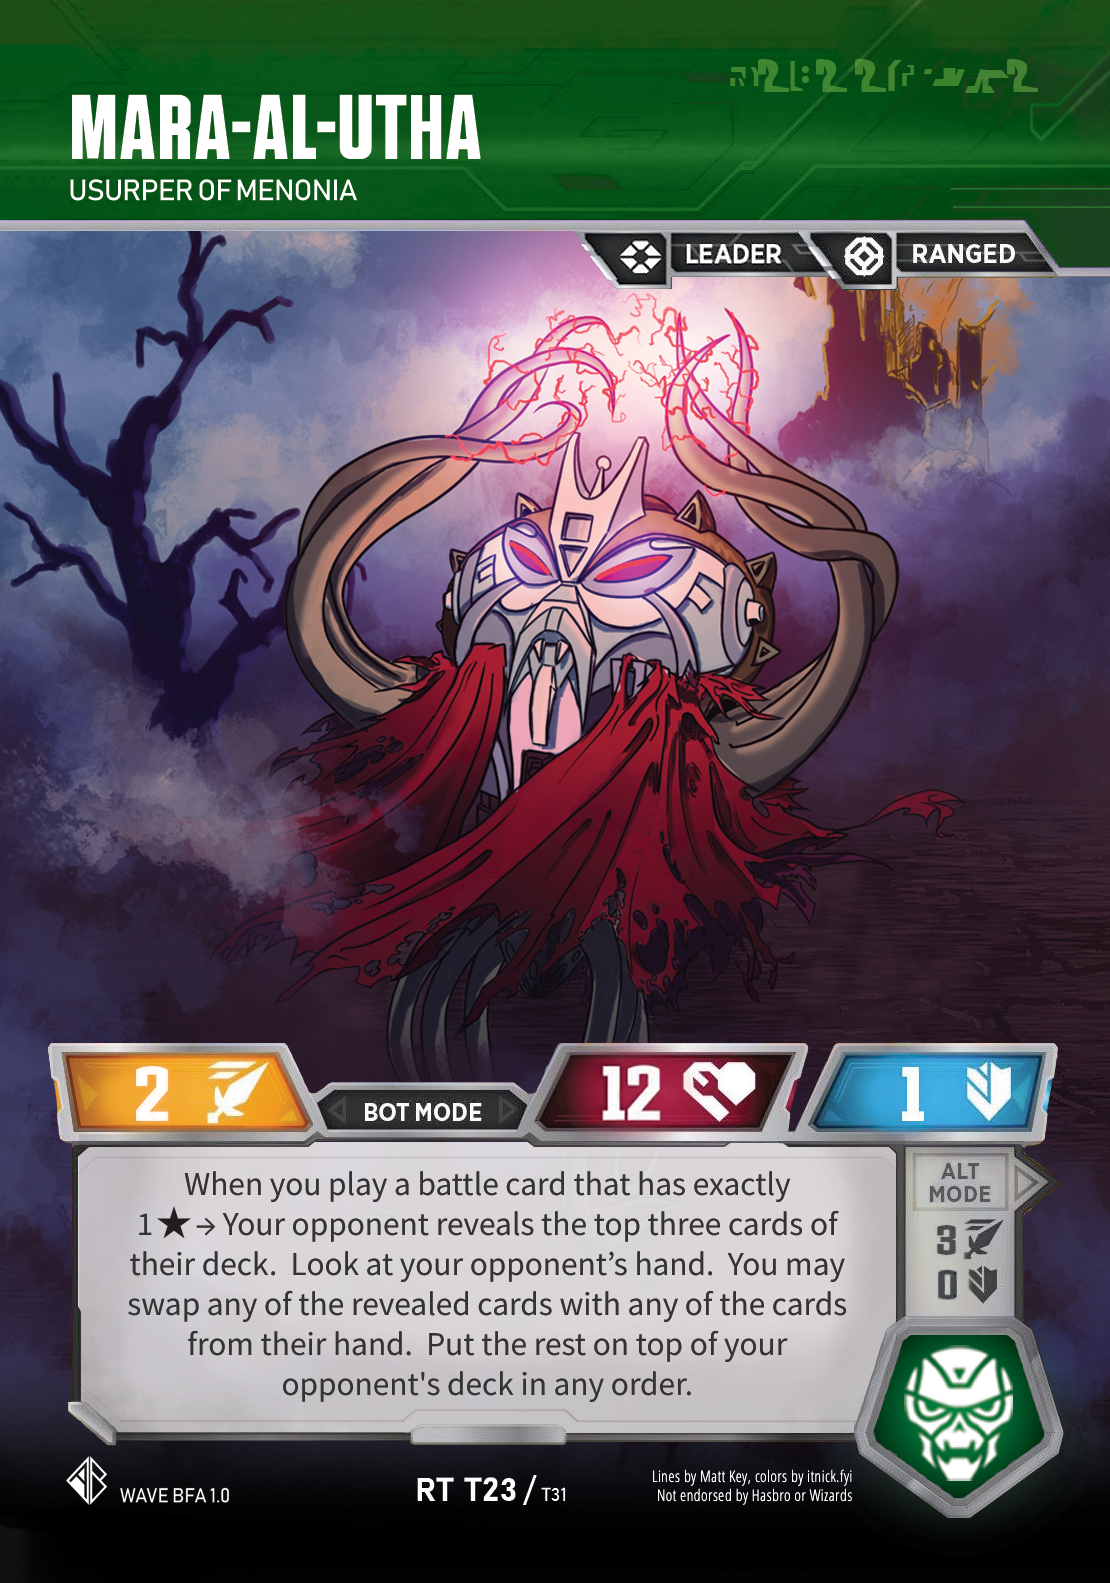 MARA-AL-UTHA
USURPER OF MENONIA
LEADER
RANGED
2
12
1
BOT MODE
When you play a battle card that has exactly
1★→Your opponent reveals the top three cards of
their deck.  Look at your opponent’s hand.  You may
swap any of the revealed cards with any of the cards
from their hand.  Put the rest on top of your
opponent's deck in any order.
ALT
MODE
3
0
WAVE BFA 1.0
RT T23 / T31
Lines by Matt Key, colors by itnick.fyi
Not endorsed by Hasbro or Wizards